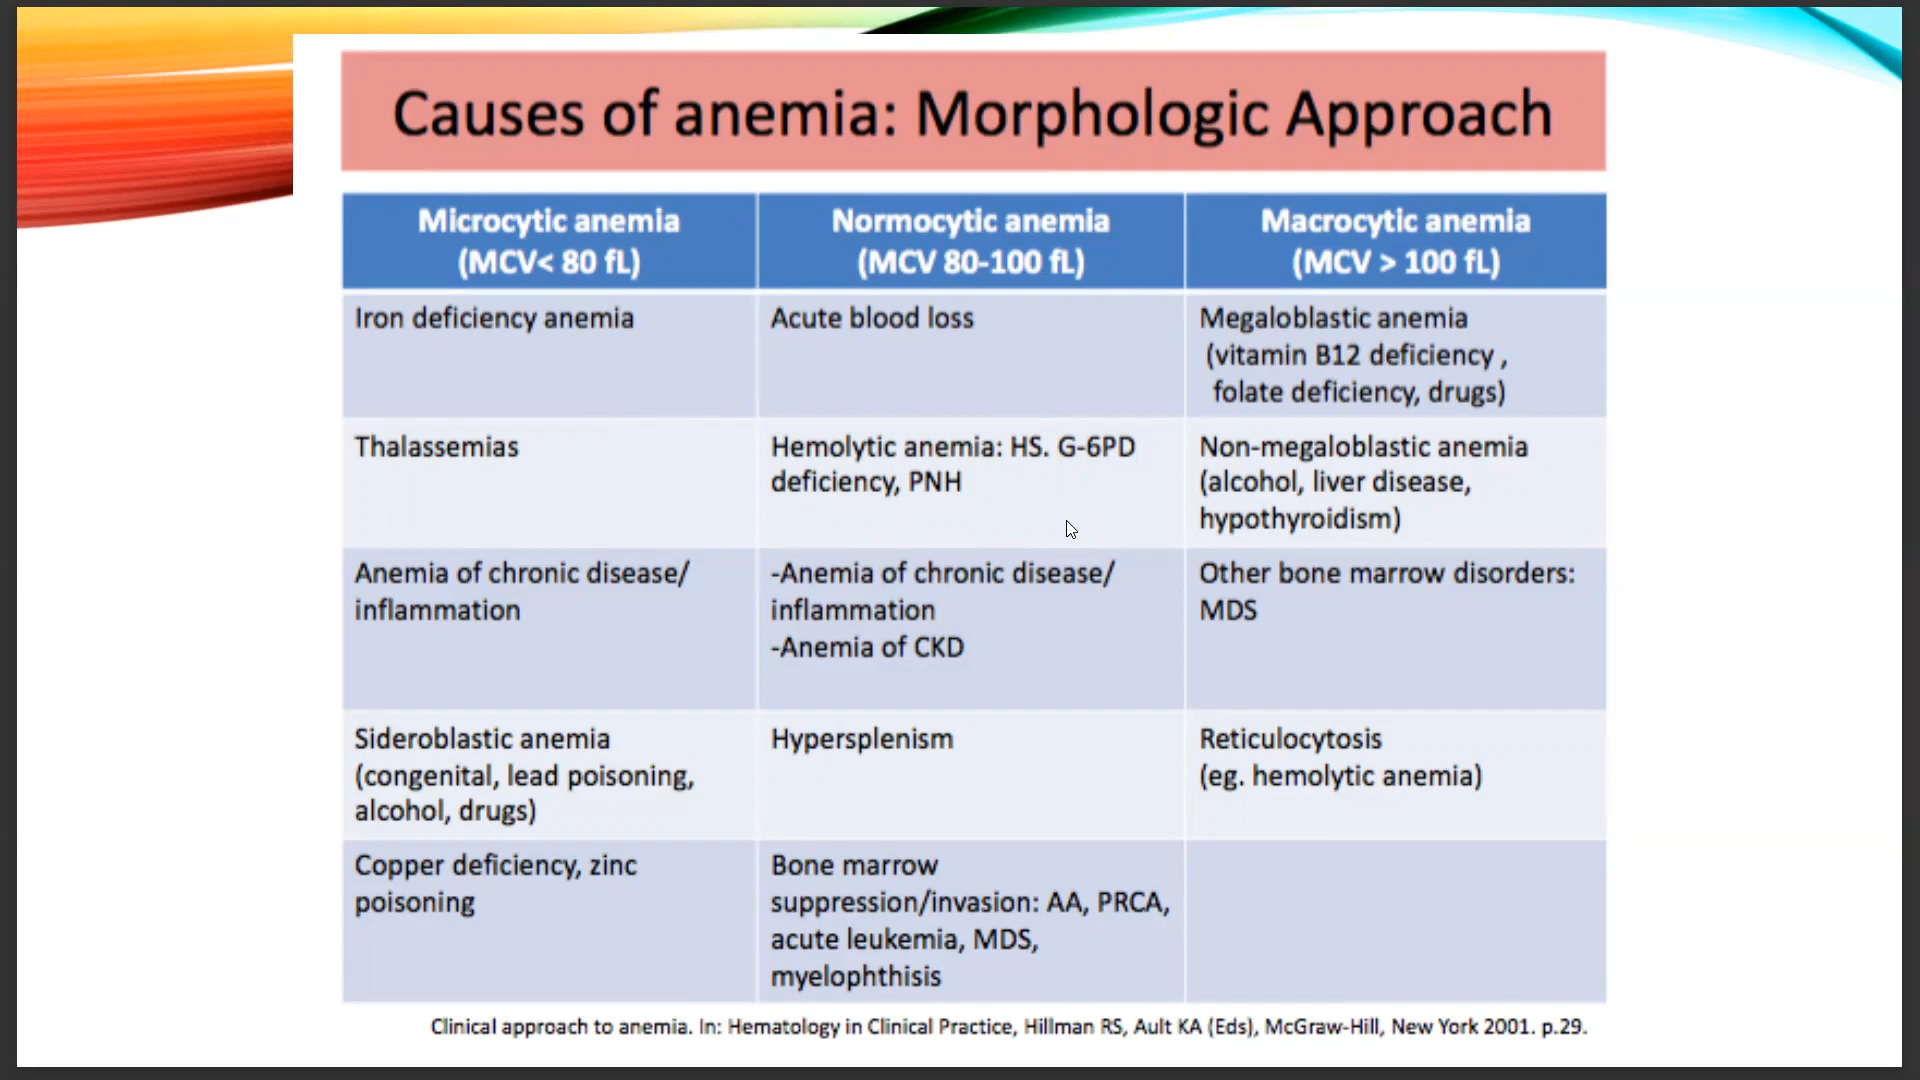 Causes of anemia: Morphologic Approach
Microcytic anemia
(MCV< 80 fL)
Normocytic anemia
(MCV 80-100 fL)
Macrocytic anemia
(MCV > 100 fL)
Iron deficiency anemia
Acute blood loss
Megaloblastic anemia
(vitamin B12 deficiency ,
folate deficiency, drugs)
Thalassemias
Hemolytic anemia: HS. G-6PD
deficiency, PNH
Non-megaloblastic anemia
(alcohol, liver disease,
hypothyroidism)
Anemia of chronic disease/
inflammation
-Anemia of chronic disease/
inflammation
-Anemia of CKD
Other bone marrow disorders:
MDS
Sideroblastic anemia
(congenital, lead poisoning,
alcohol, drugs)
Hypersplenism
Reticulocytosis
(eg. hemolytic anemia)
Copper deficiency, zinc
poisoning
Bone marrow
suppression/invasion: AA, PRCA,
acute leukemia, MDS,
myelophthisis
Clinical approach to anemia. In: Hematology in Clinical Practice, Hillman RS, Ault KA (Eds), McGraw-Hill, New York 2001. p.29.